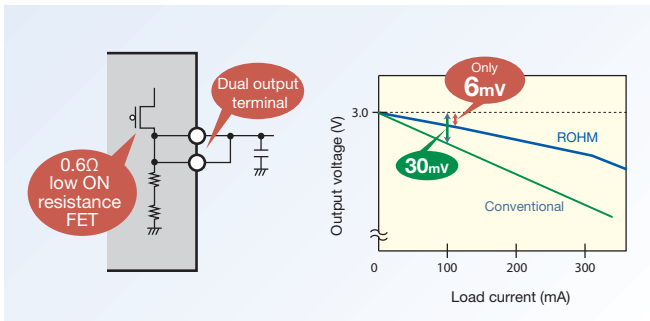 Dual output
terminal
0.6Ω
low ON
resistance
FET
Only
6mV
3.0
ROHM
30mV
Conventional
Output voltage (V)
0
100
200
300
Load current (mA)